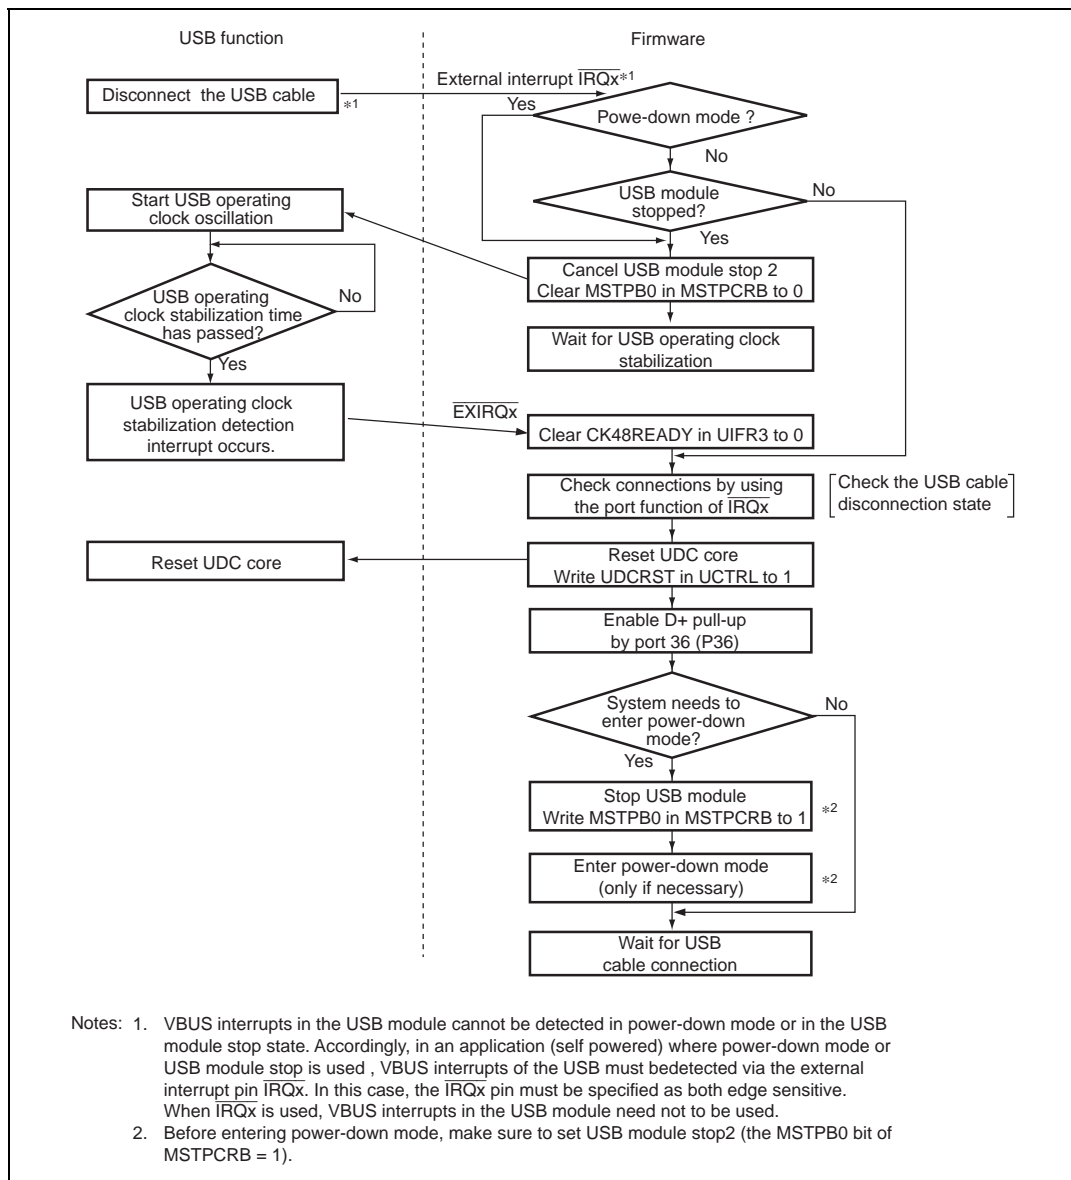 USB function
Firmware
Disconnect the USB cable
*1
External interrupt IRQx*1
Yes
Powe-down mode ?
No
USB module
stopped?
No
Yes
Start USB operating
clock oscillation
Cancel USB module stop 2
Clear MSTPB0 in MSTPCRB to 0
USB operating
clock stabilization time
has passed?
No
Yes
Wait for USB operating clock
stabilization
USB operating clock
stabilization detection
interrupt occurs.
EXIRQx
Clear CK48READY in UIFR3 to 0
Check connections by using
the port function of IRQx
Check the USB cable
disconnection state
Reset UDC core
Reset UDC core
Write UDCRST in UCTRL to 1
Enable D+ pull-up
by port 36 (P36)
System needs to
enter power-down
mode?
No
Yes
Stop USB module
Write MSTPB0 in MSTPCRB to 1
*2
Enter power-down mode
(only if necessary)
*2
Wait for USB
cable connection
Notes: 1. VBUS interrupts in the USB module cannot be detected in power-down mode or in the USB
module stop state. Accordingly, in an application (self powered) where power-down mode or
USB module stop is used , VBUS interrupts of the USB must bedetected via the external
interrupt pin IRQx. In this case, the IRQx pin must be specified as both edge sensitive.
When IRQx is used, VBUS interrupts in the USB module need not to be used.
2. Before entering power-down mode, make sure to set USB module stop2 (the MSTPB0 bit of
MSTPCRB = 1).